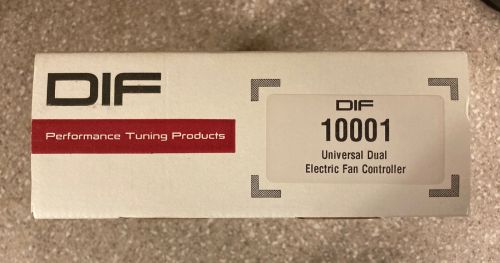 DIF
Performance Tuning Products
DIF
10001
Universal Dual
Electric Fan Controller